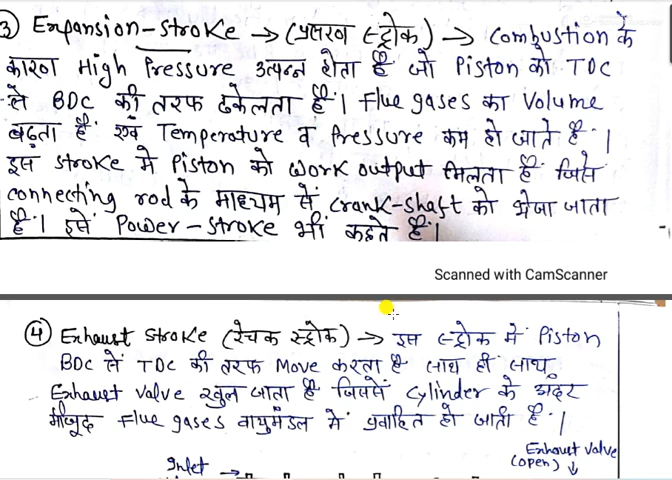 ③ Expansion-Stroke → (प्रसरण स्ट्रोक) → Combustion के
कारण High Pressure उत्पन्न होता है जो Piston को TDC
से BDC की तरफ ढकेलता है। Flue gases का Volume
बढ़ता है एवं Temperature व Pressure कम हो जाते है।
इस Stroke मे Piston को Work output मिलता है जिसे
connecting rod के माध्यम से Crank-Shaft को भेजा जाता
है। इसे Power-Stroke भी कहते है।
Scanned with CamScanner
④ Exhaust Stroke (रेचक स्ट्रोक) → इस स्ट्रोक मे Piston
BDC से TDC की तरफ Move करता है साथ ही साथ
Exhaust Valve खुल जाता है जिससे Cylinder के अंदर
मौजूद Flue gases वायुमंडल मे प्रवाहित हो जाती है।
Exhaust Valve
(open) ↓
Inlet →